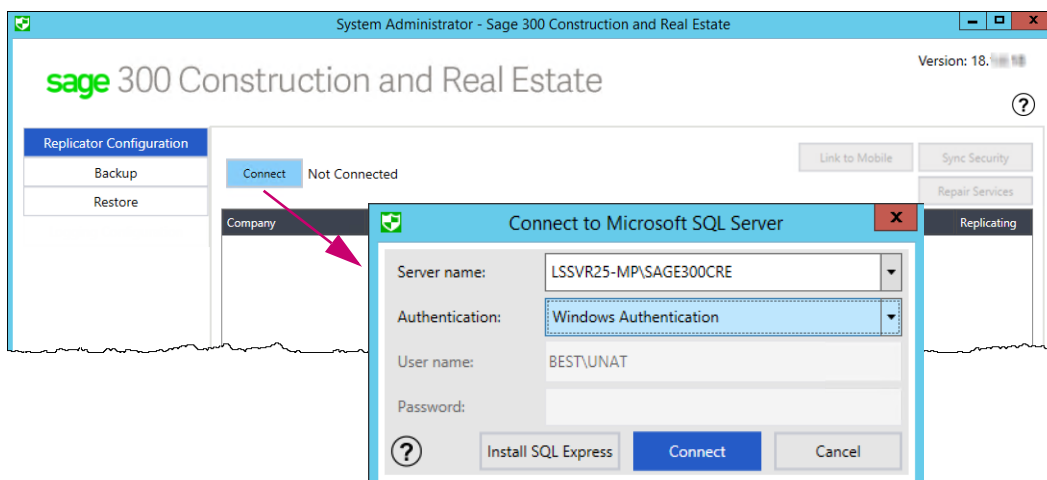 System Administrator - Sage 300 Construction and Real Estate
sage 300 Construction and Real Estate
Version: 18.
Replicator Configuration
Backup
Restore
Connect Not Connected
Link to Mobile Sync Security
Repair Services
Company Replicating
Connect to Microsoft SQL Server
Server name: LSSVR25-MP\SAGE300CRE
Authentication: Windows Authentication
User name: BEST\UNAT
Password:
Install SQL Express Connect Cancel